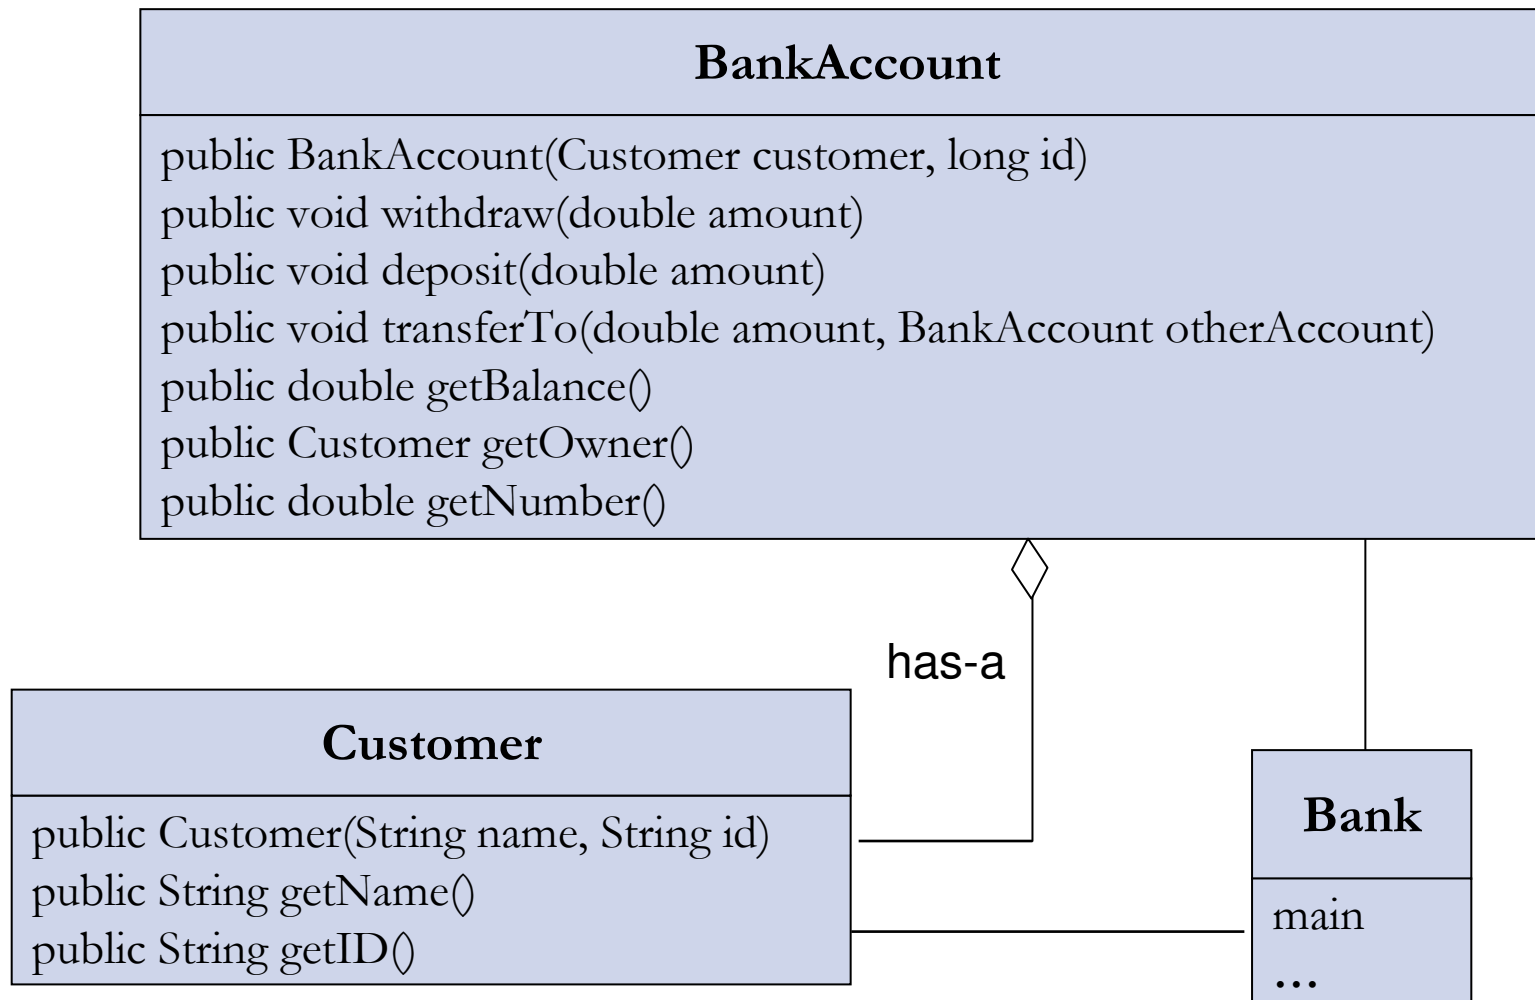 BankAccount
public BankAccount(Customer customer, long id)
public void withdraw(double amount)
public void deposit(double amount)
public void transferTo(double amount, BankAccount otherAccount)
public double getBalance()
public Customer getOwner()
public double getNumber()
has-a
Customer
public Customer(String name, String id)
public String getName()
public String getID()
Bank
main
...